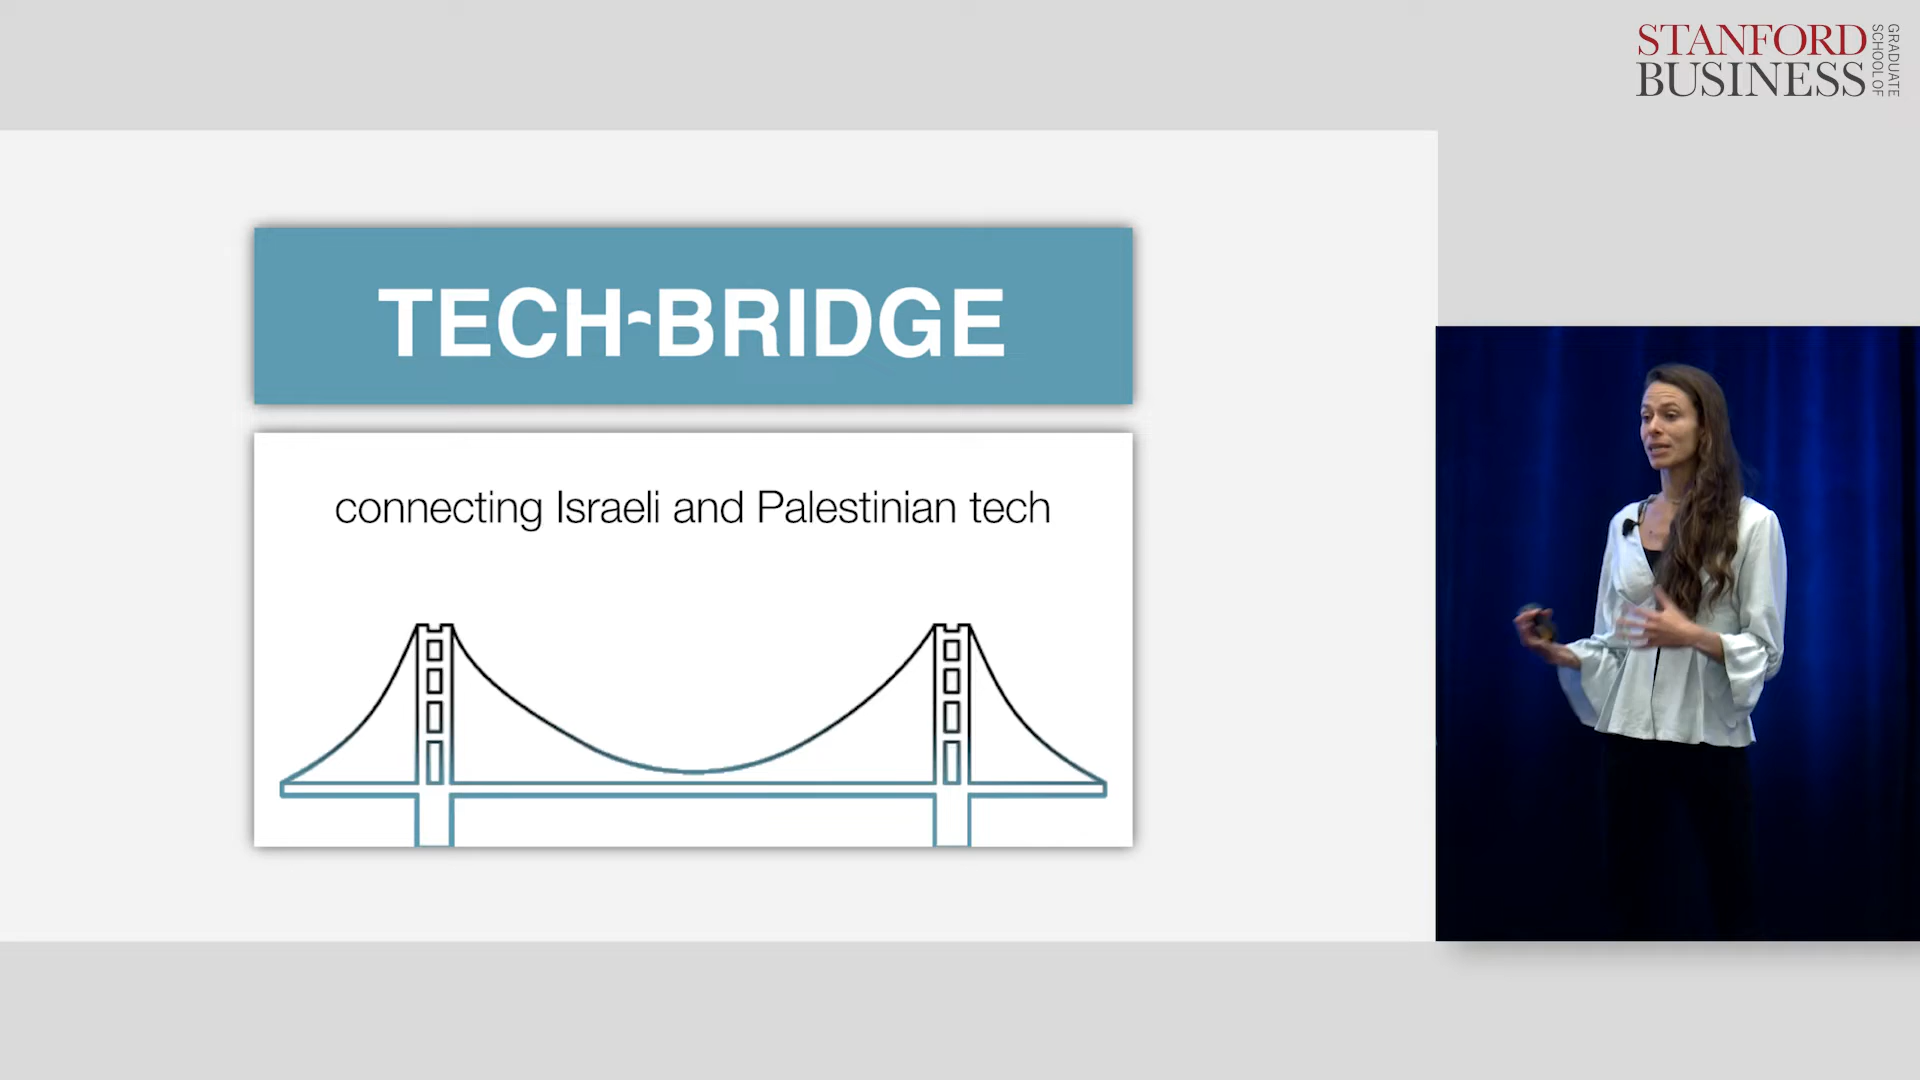 STANFORD
BUSINESS
GRADUATE
SCHOOL OF
TECH-BRIDGE
connecting Israeli and Palestinian tech